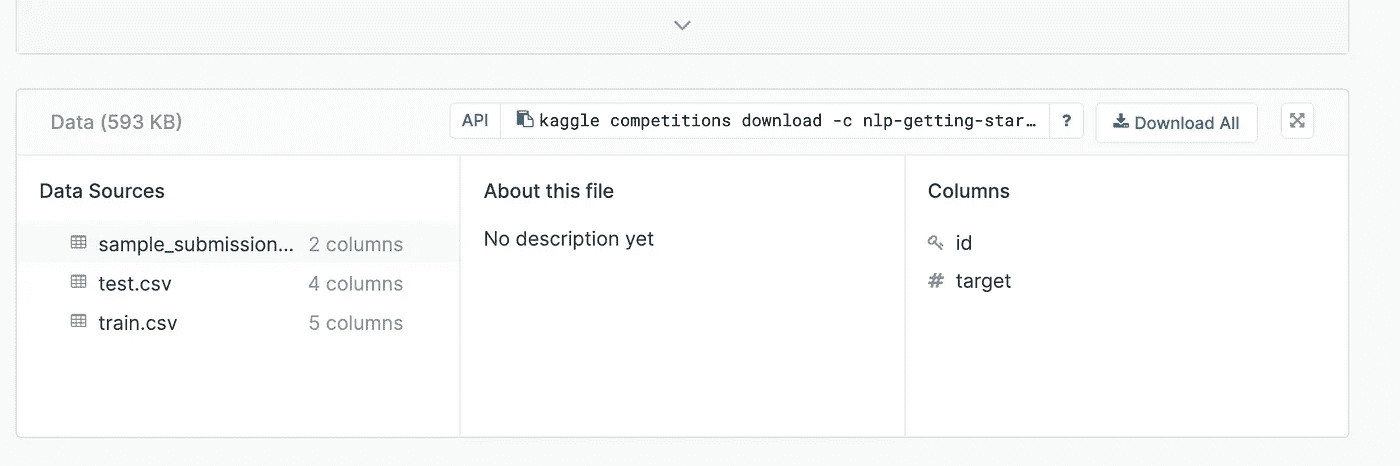 Data (593 KB)
API
kaggle competitions download -c nlp-getting-star…
?
Download All
Data Sources
sample_submission... 2 columns
test.csv 4 columns
train.csv 5 columns
About this file
No description yet
Columns
id
# target